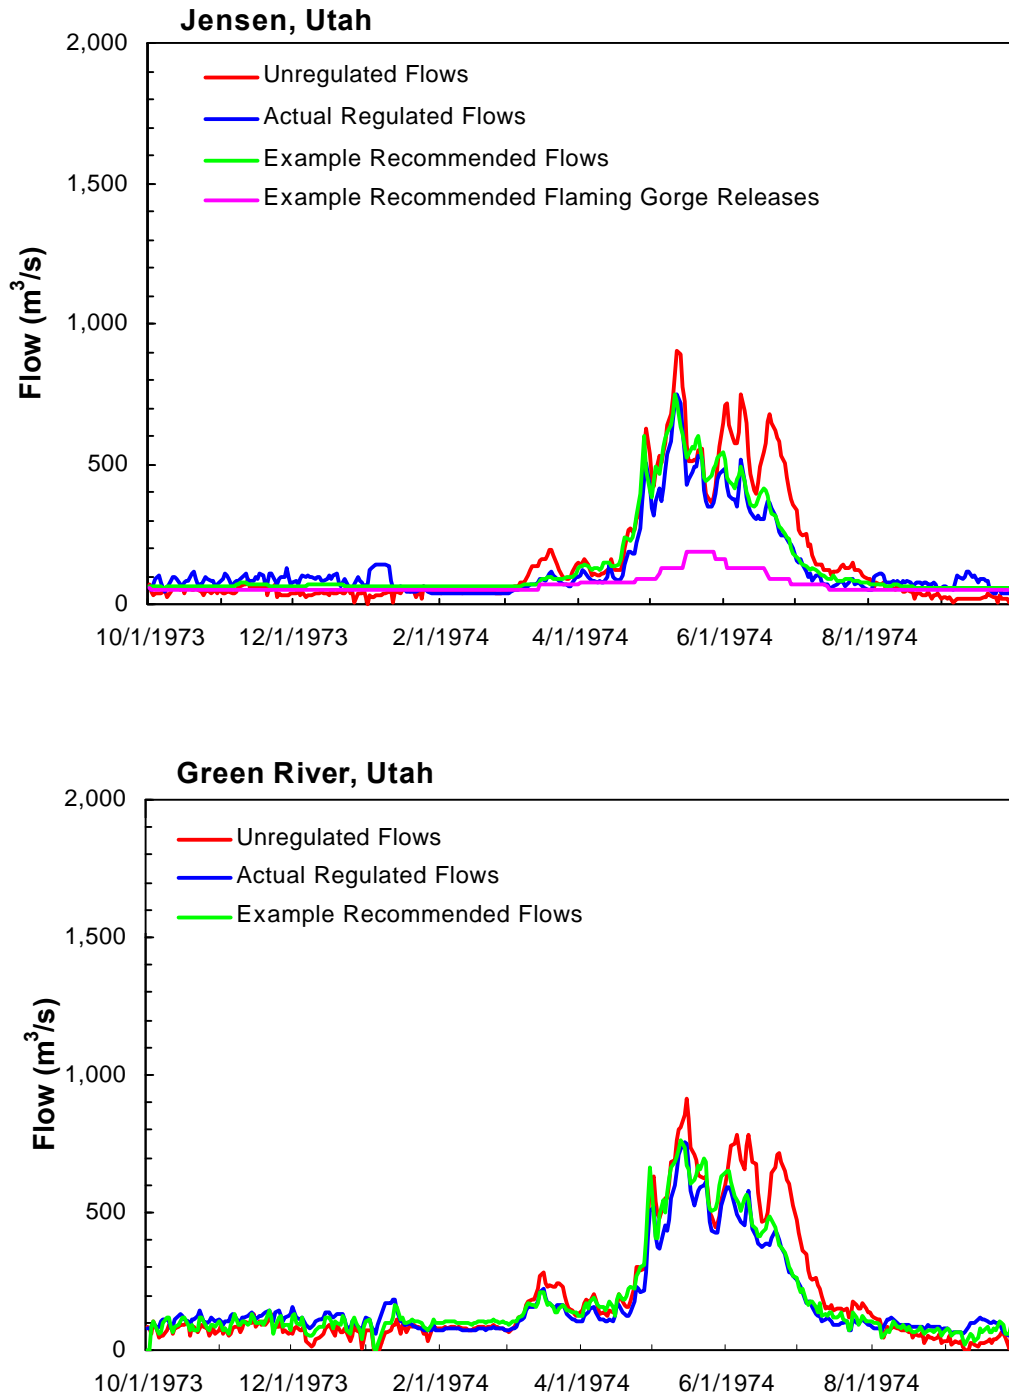 Jensen, Utah
2,000
Unregulated Flows
Actual Regulated Flows
Example Recommended Flows
Example Recommended Flaming Gorge Releases
1,500
Flow (m³/s)
1,000
500
0
10/1/1973 12/1/1973 2/1/1974 4/1/1974 6/1/1974 8/1/1974
Green River, Utah
2,000
Unregulated Flows
Actual Regulated Flows
Example Recommended Flows
1,500
Flow (m³/s)
1,000
500
0
10/1/1973 12/1/1973 2/1/1974 4/1/1974 6/1/1974 8/1/1974